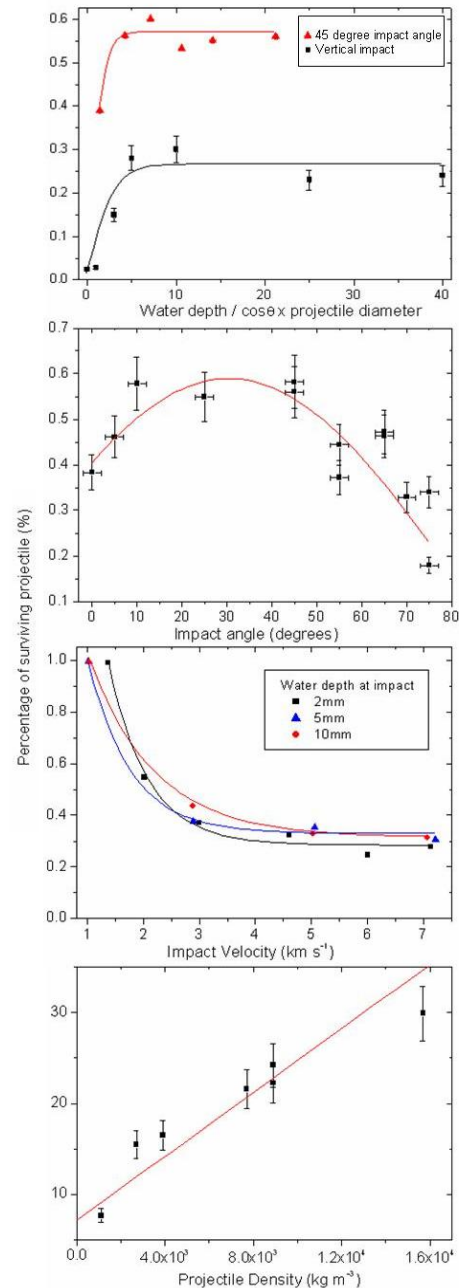 0.6
45 degree impact angle
Vertical impact
0.5
0.4
0.3
0.2
0.1
0.0
0 10 20 30 40
Water depth / cosθ x projectile diameter
0.7
0.6
0.5
0.4
0.3
0.2
0.1
0 10 20 30 40 50 60 70 80
Impact angle (degrees)
Percentage of surviving projectile (%)
1.0
Water depth at impact
2mm
5mm
10mm
0.8
0.6
0.4
0.2
0.0
1 2 3 4 5 6 7
Impact Velocity (km s⁻¹)
30
20
10
0.0 4.0x10³ 8.0x10³ 1.2x10⁴ 1.6x10⁴
Projectile Density (kg m⁻³)